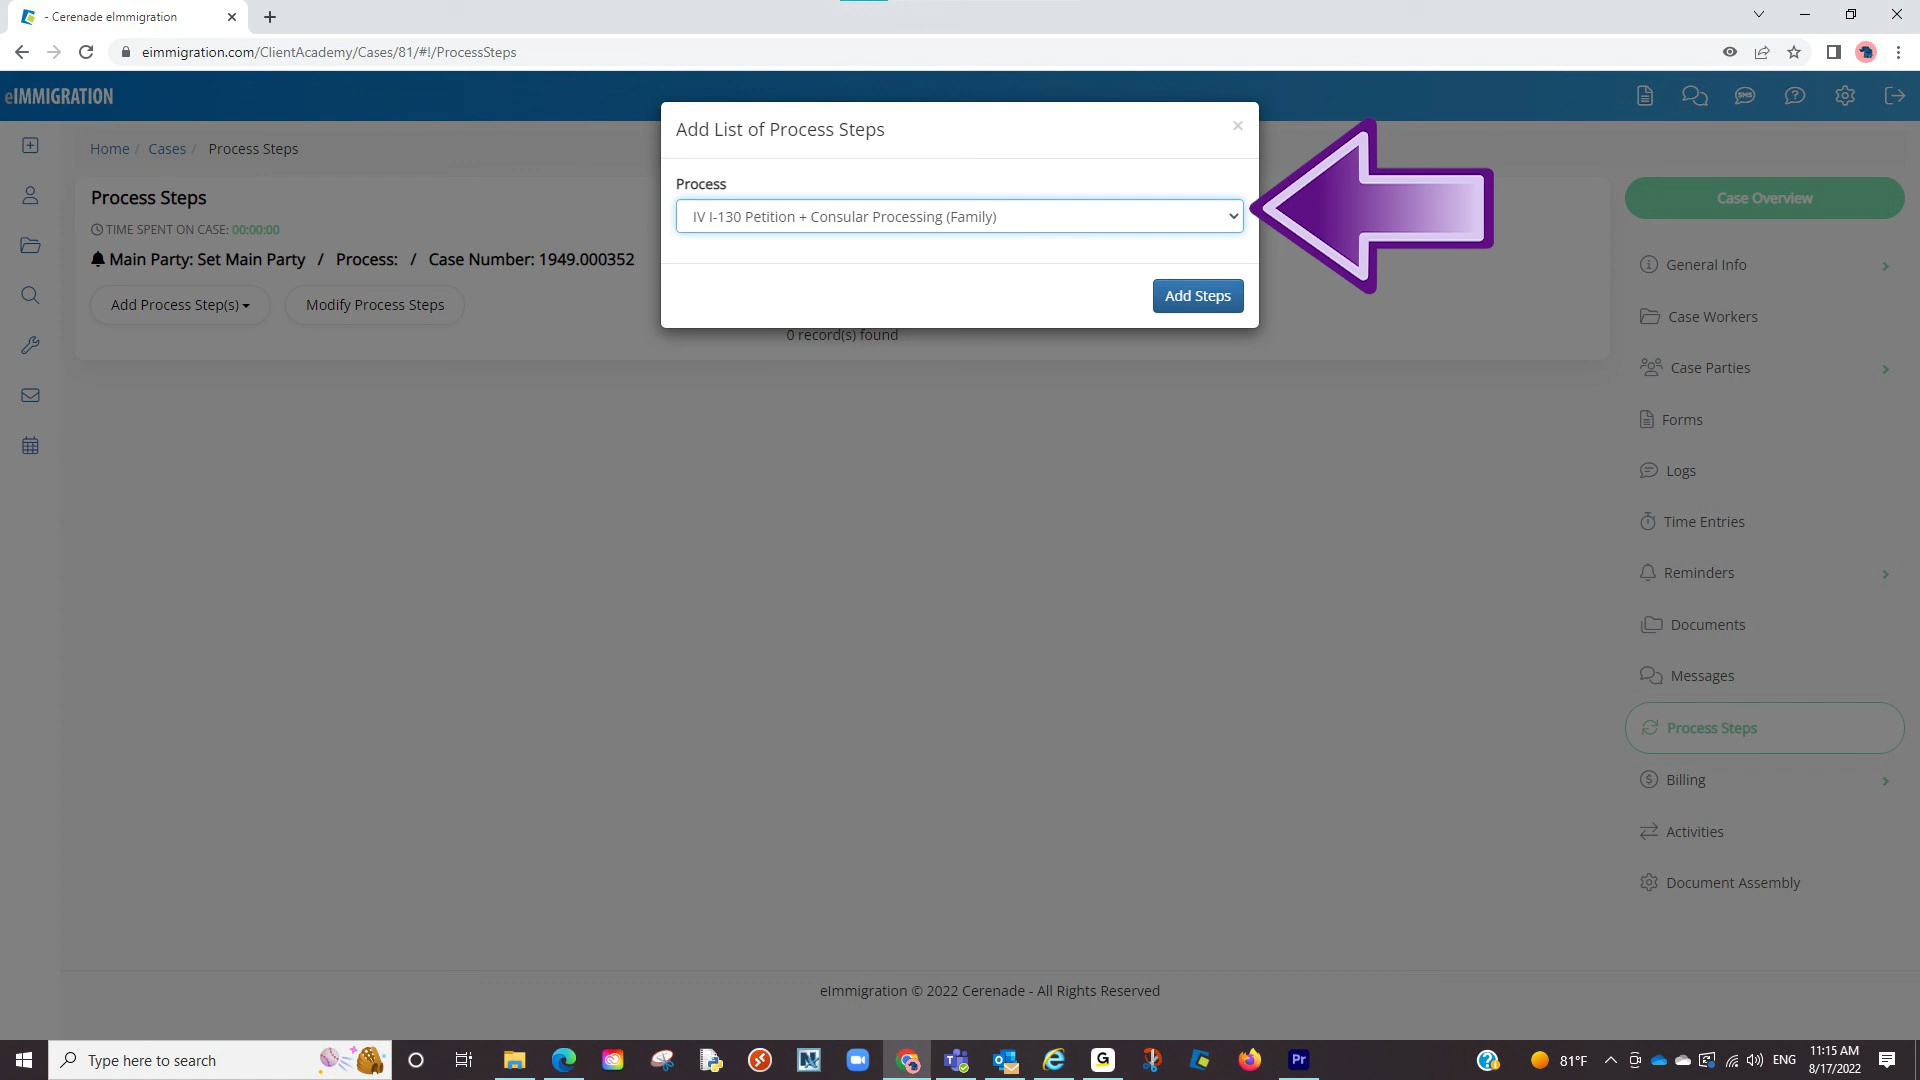 - Cerenade eImmigration
eimmigration.com/ClientAcademy/Cases/81/#!/ProcessSteps
eIMMIGRATION
SMS
Home / Cases / Process Steps
Process Steps
TIME SPENT ON CASE: 00:00:00
Main Party: Set Main Party / Process: / Case Number: 1949.000352
Add Process Step(s)
Modify Process Steps
0 record(s) found
Add List of Process Steps
Process
IV I-130 Petition + Consular Processing (Family)
Add Steps
Case Overview
General Info
Case Workers
Case Parties
Forms
Logs
Time Entries
Reminders
Documents
Messages
Process Steps
Billing
Activities
Document Assembly
eImmigration © 2022 Cerenade - All Rights Reserved
Type here to search
G
Pr
81°F
ENG
11:15 AM
8/17/2022